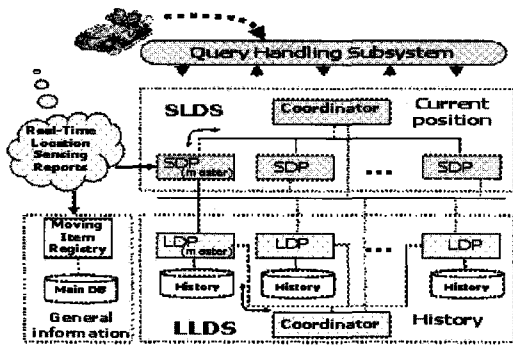 Query Handling Subsystem
SLDS
Coordinator
Current
position
Real-Time
Location
Sensing
Reports
SDP
(master)
SDP
...
SDP
Moving
Item
Registry
Main DB
General
information
LDP
(master)
LDP
...
LDP
History
History
History
LLDS
Coordinator
History